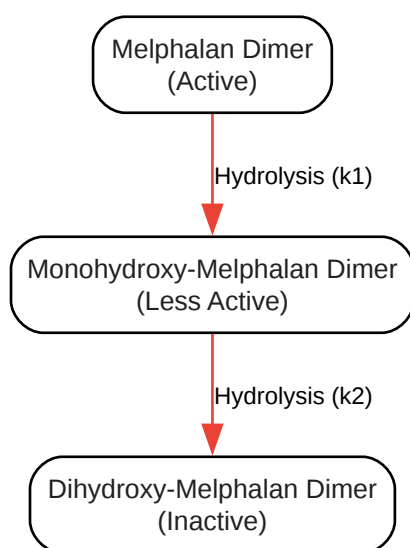 Melphalan Dimer
(Active)
Hydrolysis (k1)
Monohydroxy-Melphalan Dimer
(Less Active)
Hydrolysis (k2)
Dihydroxy-Melphalan Dimer
(Inactive)